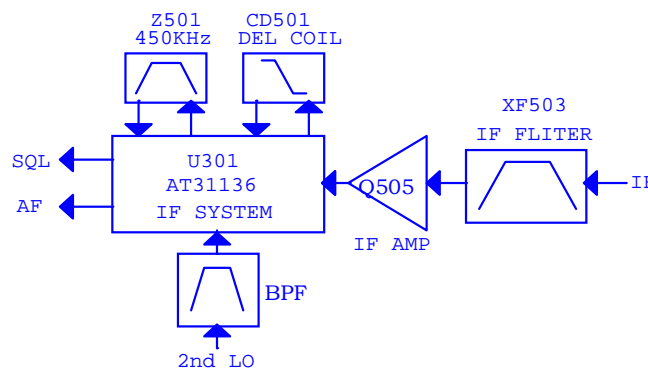 Z501
450KHz
CD501
DEL COIL
XF503
IF FLITER
SQL
U301
AT31136
IF SYSTEM
AF
Q505
IF AMP
BPF
2nd LO